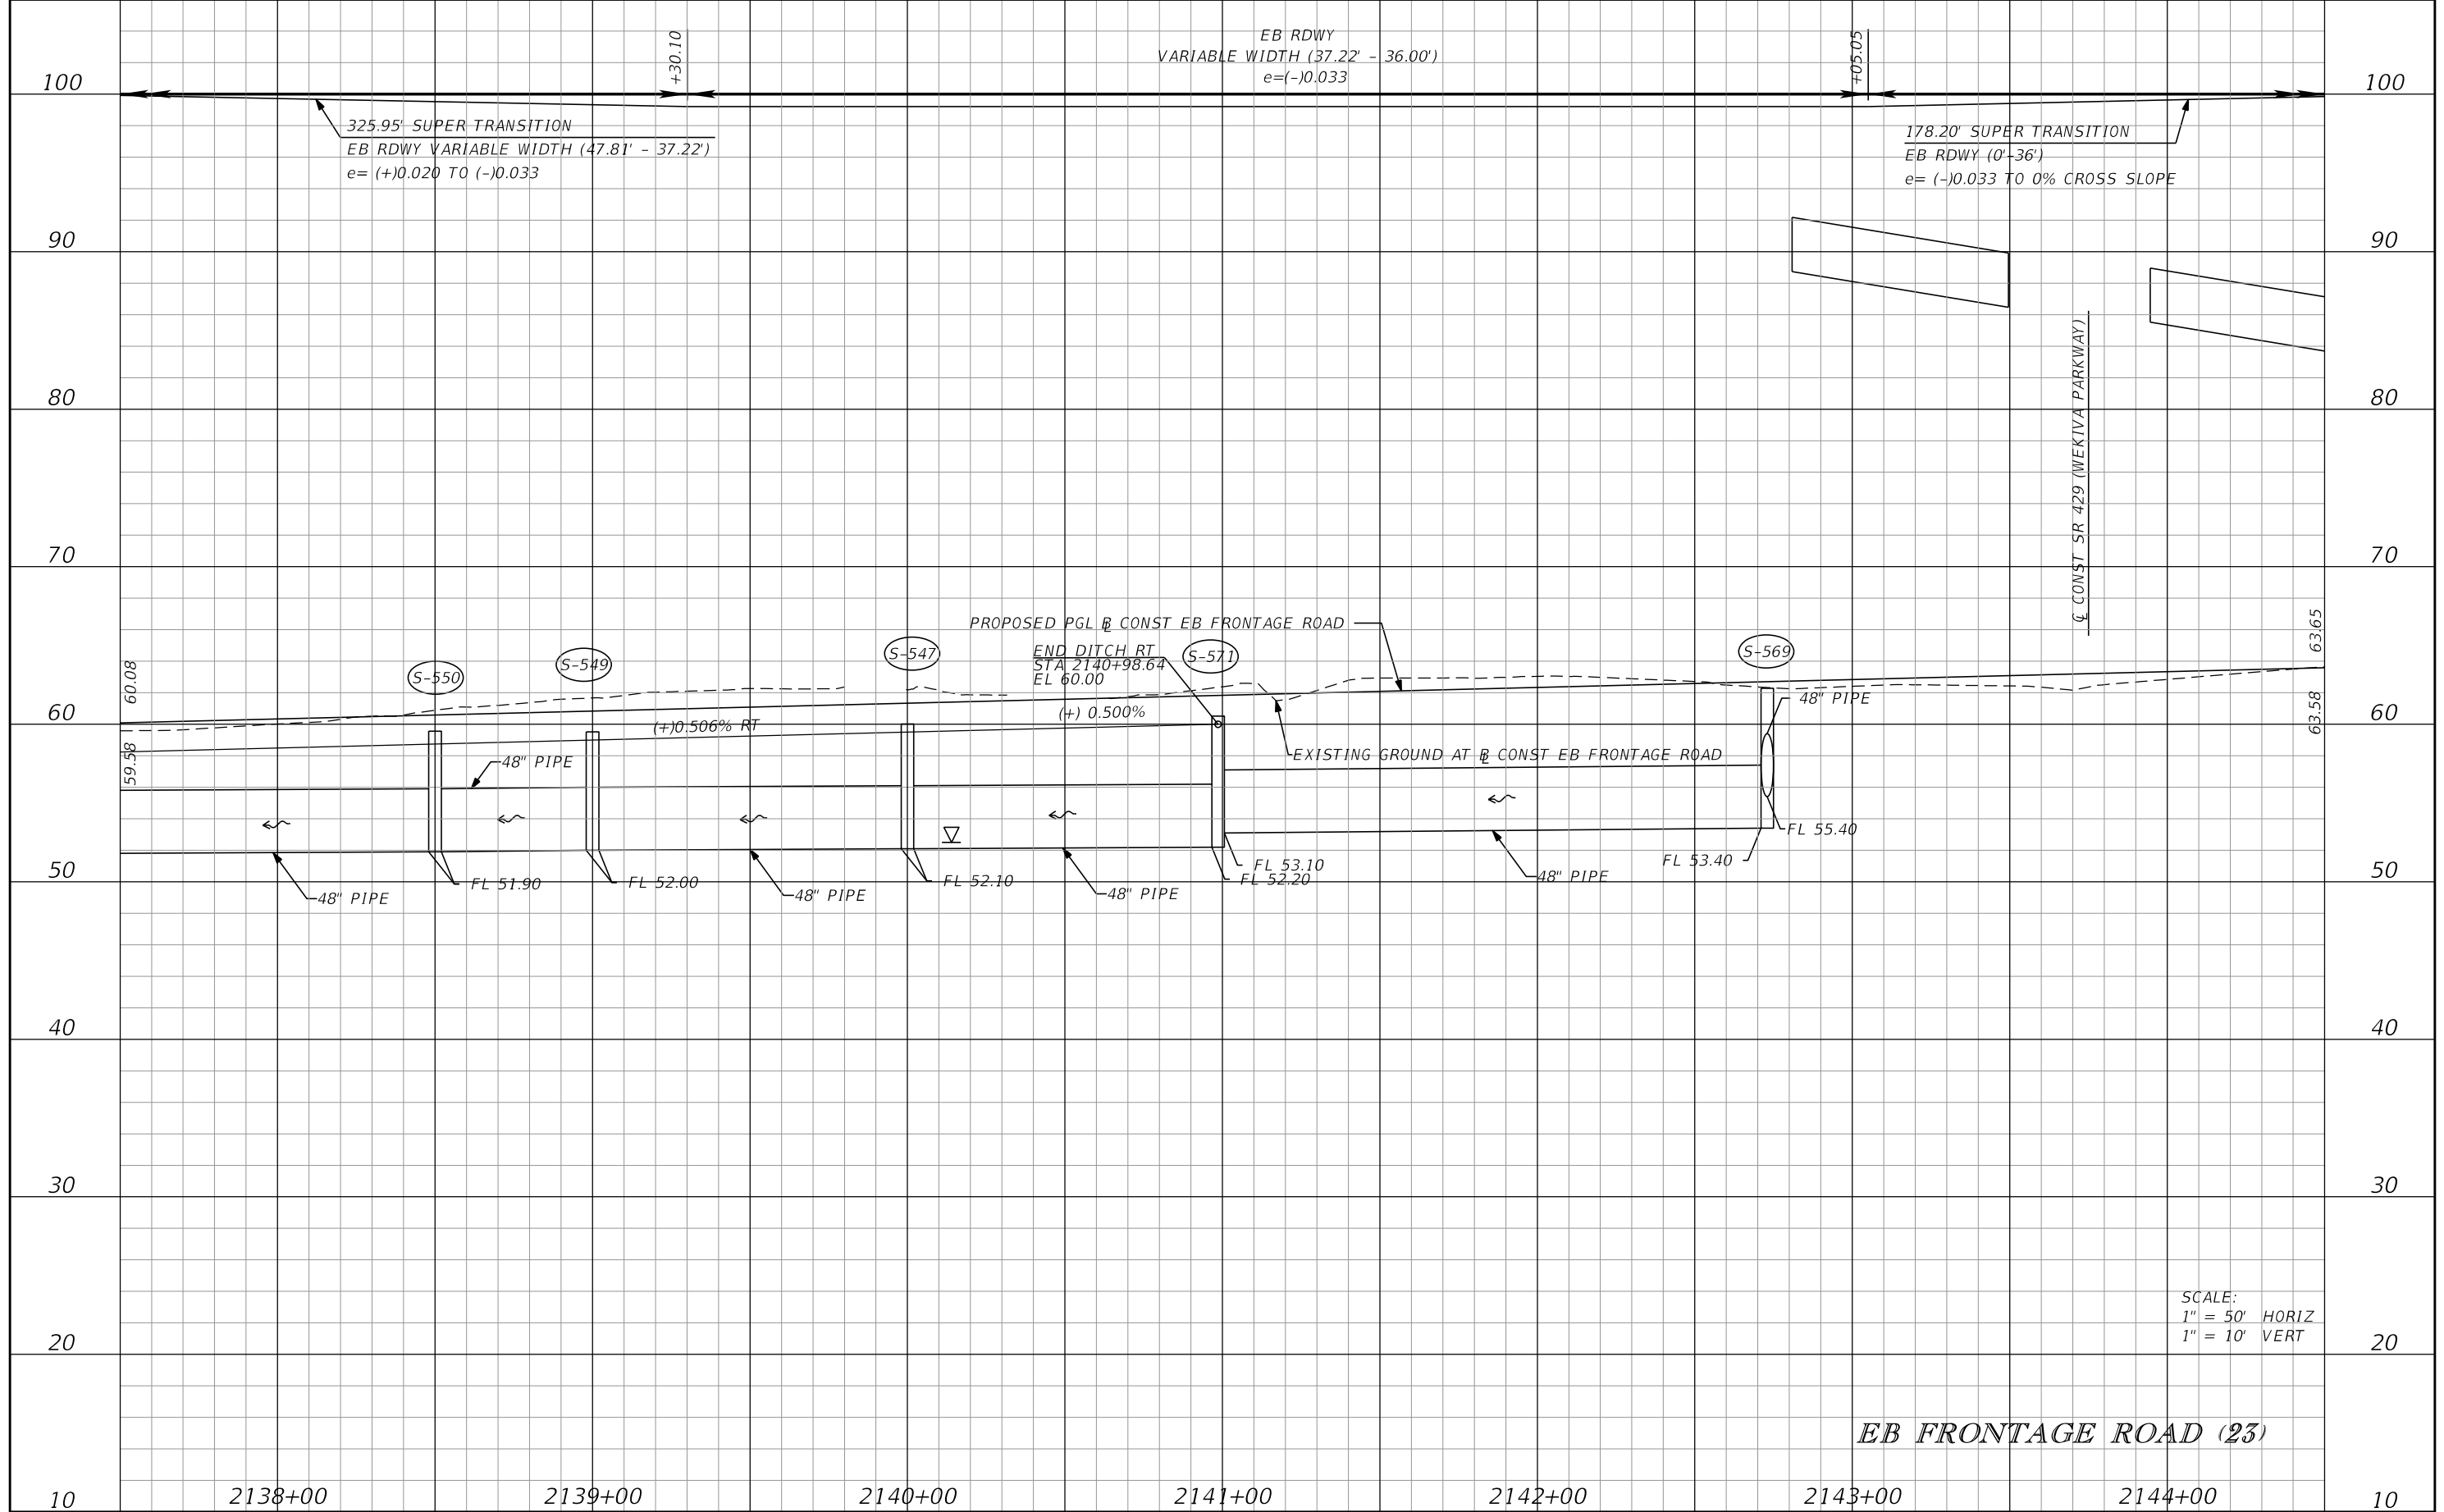 +30.10
EB RDWY
VARIABLE WIDTH (37.22' - 36.00')
e=(-)0.033
+05.05
100
100
325.95' SUPER TRANSITION
EB RDWY VARIABLE WIDTH (47.81' - 37.22')
e= (+)0.020 TO (-)0.033
178.20' SUPER TRANSITION
EB RDWY (0'-36')
e= (-)0.033 TO 0% CROSS SLOPE
90
90
80
80
℄ CONST SR 429 (WEKIVA PARKWAY)
70
70
60.08
59.58
63.65
63.58
PROPOSED PGL ⅊ CONST EB FRONTAGE ROAD
END DITCH RT
STA 2140+98.64
EL 60.00
S-550
S-549
S-547
S-571
S-569
60
60
(+)0.506% RT
(+) 0.500%
48" PIPE
EXISTING GROUND AT ⅊ CONST EB FRONTAGE ROAD
48" PIPE
FL 55.40
FL 53.40
FL 53.10
FL 52.20
50
50
48" PIPE
FL 51.90
FL 52.00
48" PIPE
FL 52.10
48" PIPE
48" PIPE
40
40
30
30
20
20
SCALE:
1" = 50' HORIZ
1" = 10' VERT
EB FRONTAGE ROAD
10
2138+00
2139+00
2140+00
2141+00
2142+00
2143+00
2144+00
10